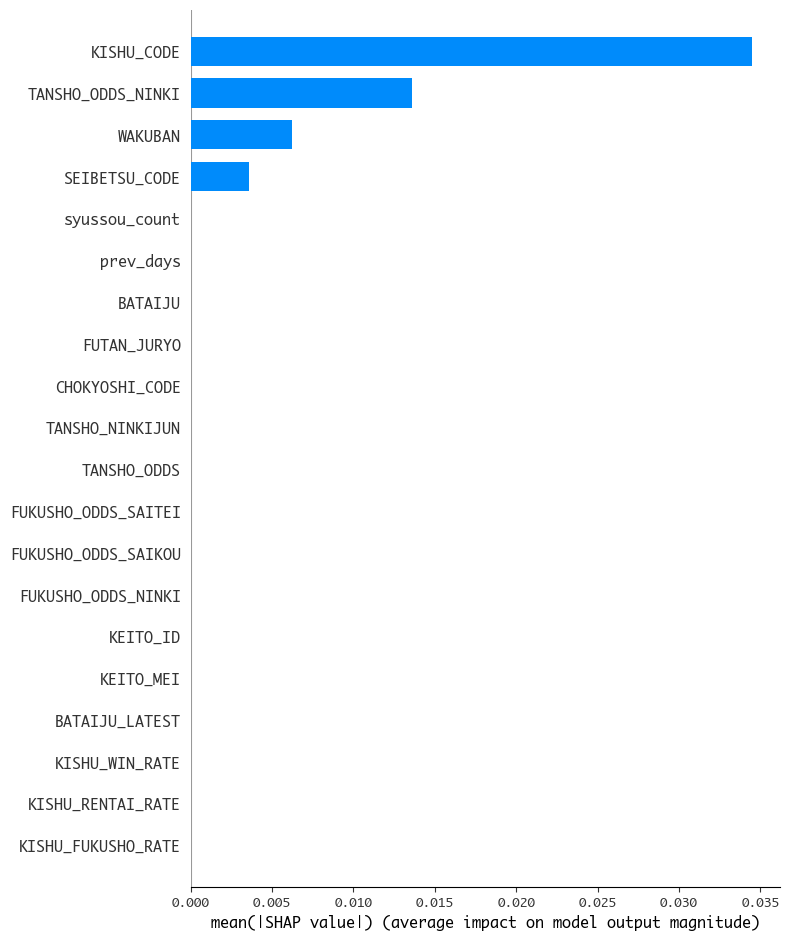 KISHU_CODE
TANSHO_ODDS_NINKI
WAKUBAN
SEIBETSU_CODE
syussou_count
prev_days
BATAIJU
FUTAN_JURYO
CHOKYOSHI_CODE
TANSHO_NINKIJUN
TANSHO_ODDS
FUKUSHO_ODDS_SAITEI
FUKUSHO_ODDS_SAIKOU
FUKUSHO_ODDS_NINKI
KEITO_ID
KEITO_MEI
BATAIJU_LATEST
KISHU_WIN_RATE
KISHU_RENTAI_RATE
KISHU_FUKUSHO_RATE
0.000 0.005 0.010 0.015 0.020 0.025 0.030 0.035
mean(|SHAP value|) (average impact on model output magnitude)